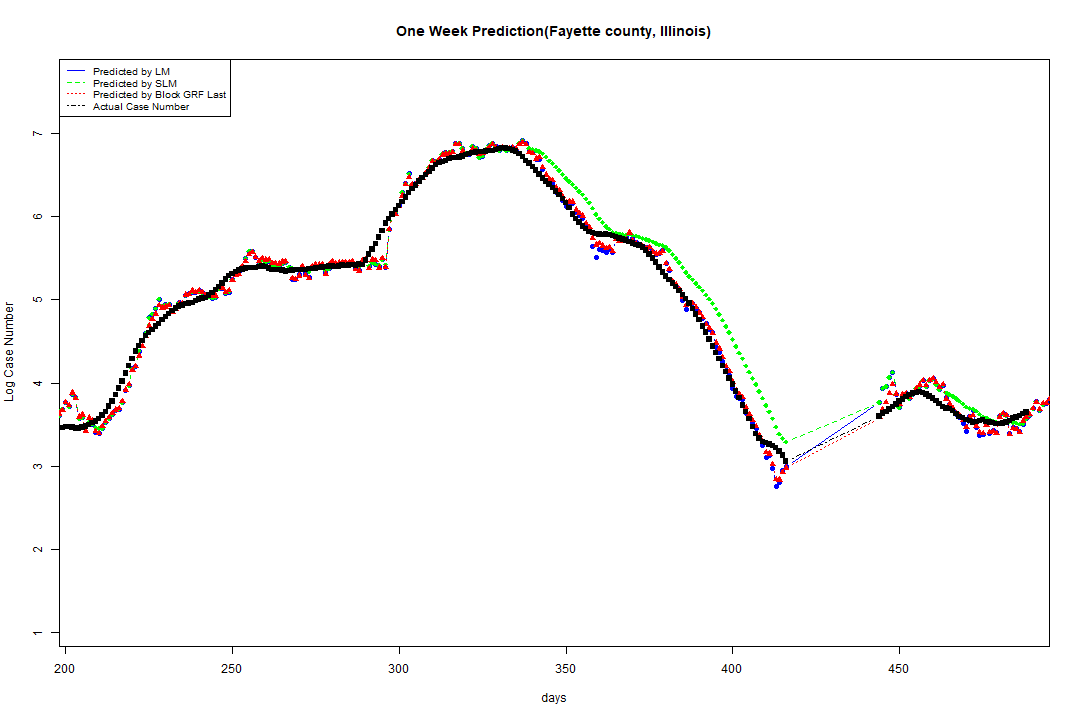 One Week Prediction(Fayette county, Illinois)
Predicted by LM
Predicted by SLM
Predicted by Block GRF Last
Actual Case Number
Log Case Number
7
6
5
4
3
2
1
200 250 300 350 400 450
days